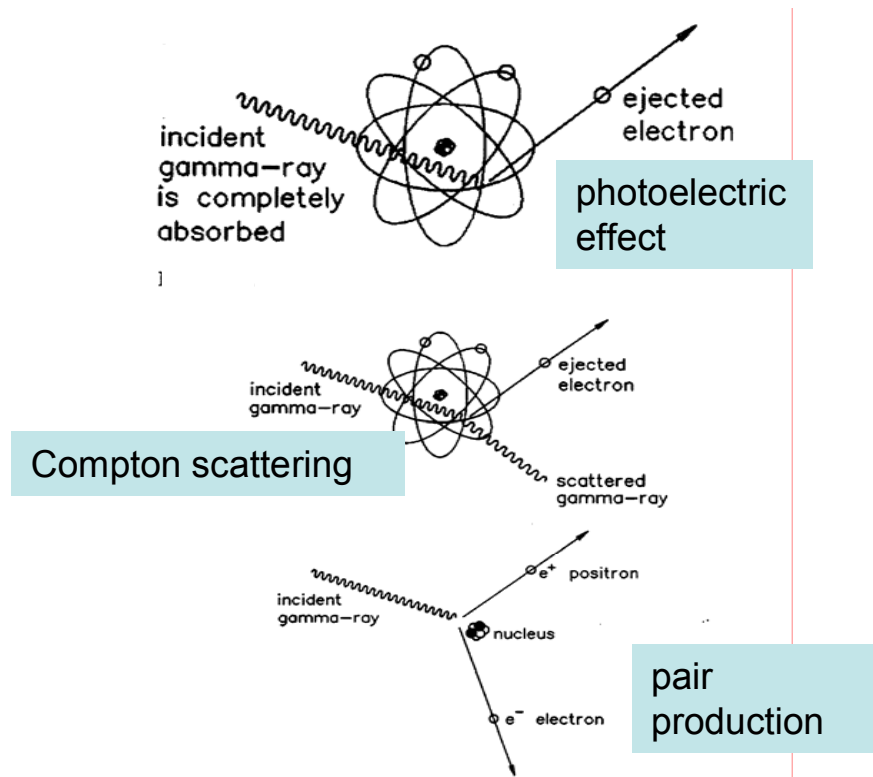 incident
gamma-ray
is completely
absorbed
ejected
electron
photoelectric
effect
]
incident
gamma-ray
ejected
electron
Compton scattering
scattered
gamma-ray
incident
gamma-ray
e+ positron
nucleus
e− electron
pair
production